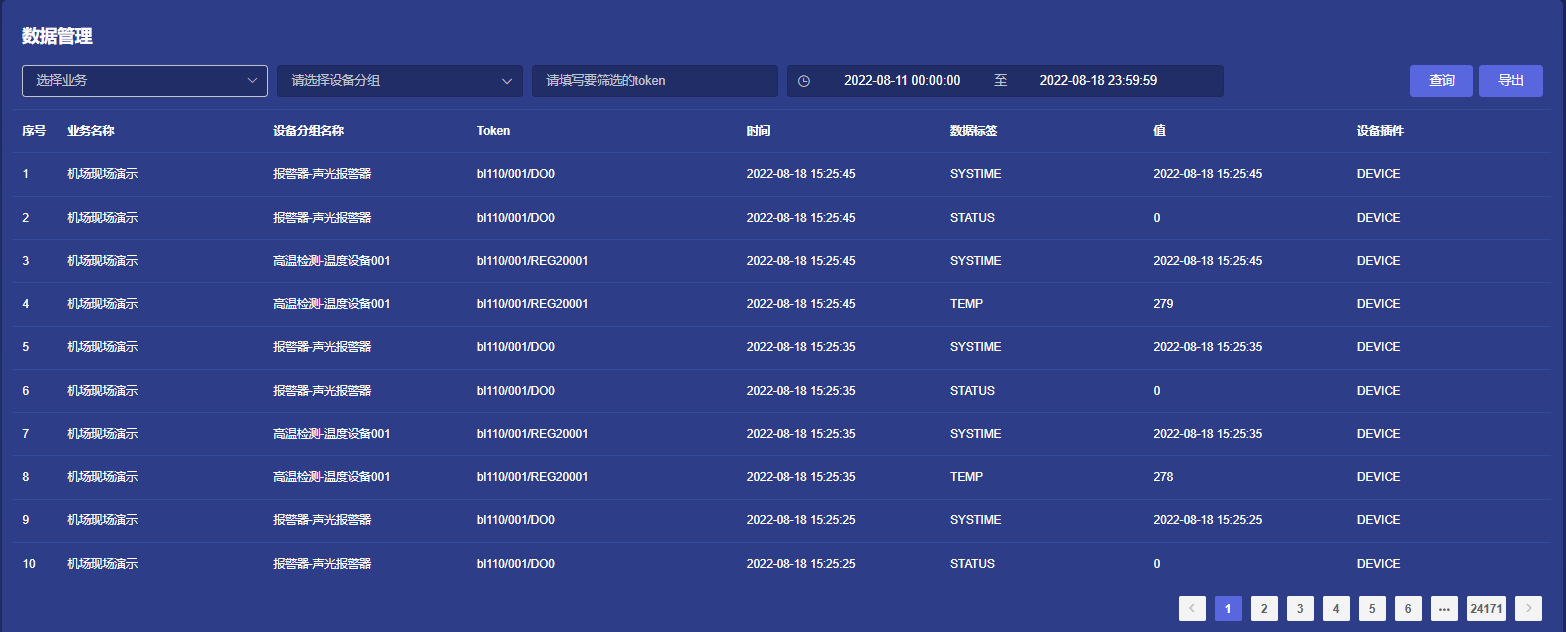 数据管理
选择业务 请选择设备分组 请填写要筛选的token 2022-08-11 00:00:00 至 2022-08-18 23:59:59 查询 导出
序号 业务名称 设备分组名称 Token 时间 数据标签 值 设备插件
1 机场现场演示 报警器-声光报警器 bl110/001/DO0 2022-08-18 15:25:45 SYSTIME 2022-08-18 15:25:45 DEVICE
2 机场现场演示 报警器-声光报警器 bl110/001/DO0 2022-08-18 15:25:45 STATUS 0 DEVICE
3 机场现场演示 高温检测-温度设备001 bl110/001/REG20001 2022-08-18 15:25:45 SYSTIME 2022-08-18 15:25:45 DEVICE
4 机场现场演示 高温检测-温度设备001 bl110/001/REG20001 2022-08-18 15:25:45 TEMP 279 DEVICE
5 机场现场演示 报警器-声光报警器 bl110/001/DO0 2022-08-18 15:25:35 SYSTIME 2022-08-18 15:25:35 DEVICE
6 机场现场演示 报警器-声光报警器 bl110/001/DO0 2022-08-18 15:25:35 STATUS 0 DEVICE
7 机场现场演示 高温检测-温度设备001 bl110/001/REG20001 2022-08-18 15:25:35 SYSTIME 2022-08-18 15:25:35 DEVICE
8 机场现场演示 高温检测-温度设备001 bl110/001/REG20001 2022-08-18 15:25:35 TEMP 278 DEVICE
9 机场现场演示 报警器-声光报警器 bl110/001/DO0 2022-08-18 15:25:25 SYSTIME 2022-08-18 15:25:25 DEVICE
10 机场现场演示 报警器-声光报警器 bl110/001/DO0 2022-08-18 15:25:25 STATUS 0 DEVICE
1 2 3 4 5 6 ··· 24171